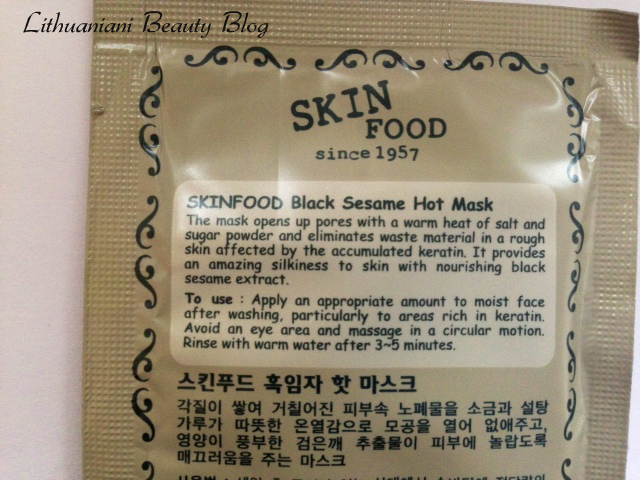 Lithuaniani Beauty Blog
SKIN
FOOD
since 1957
SKINFOOD Black Sesame Hot Mask
The mask opens up pores with a warm heat of salt and
sugar powder and eliminates waste material in a rough
skin affected by the accumulated keratin. It provides
an amazing silkiness to skin with nourishing black
sesame extract.
To use : Apply an appropriate amount to moist face
after washing, particularly to areas rich in keratin.
Avoid an eye area and massage in a circular motion.
Rinse with warm water after 3~5 minutes.
스킨푸드 흑임자 핫 마스크
각질이 쌓여 거칠어진 피부속 노폐물을 소금과 설탕
가루가 따뜻한 온열감으로 모공을 열어 없애주고,
영양이 풍부한 검은깨 추출물이 피부에 놀랍도록
매끄러움을 주는 마스크